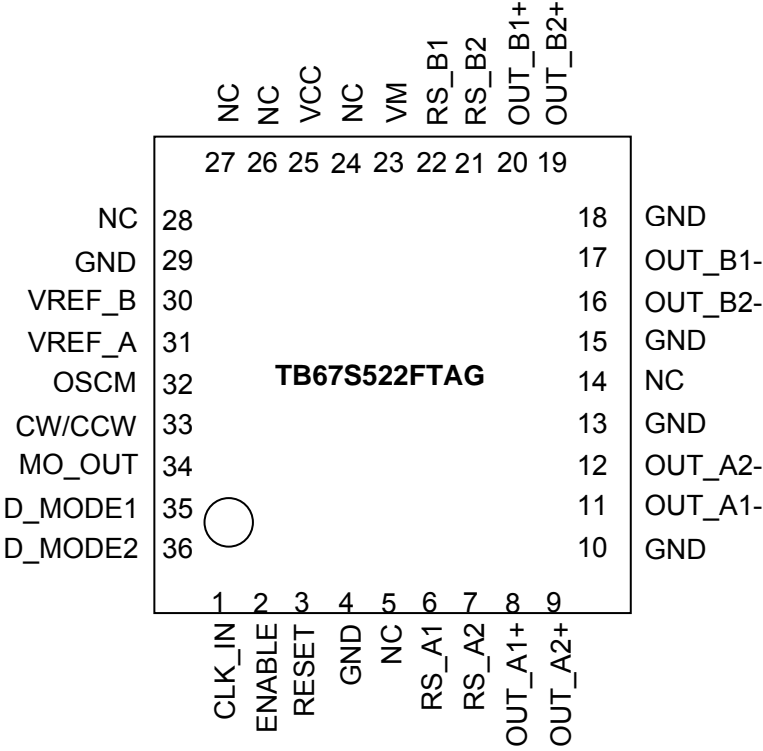 NC
NC
VCC
NC
VM
RS_B1
RS_B2
OUT_B1+
OUT_B2+
27 26 25 24 23 22 21 20 19
NC 28
GND 29
VREF_B 30
VREF_A 31
OSCM 32
CW/CCW 33
MO_OUT 34
D_MODE1 35
D_MODE2 36
TB67S522FTAG
18 GND
17 OUT_B1-
16 OUT_B2-
15 GND
14 NC
13 GND
12 OUT_A2-
11 OUT_A1-
10 GND
1 2 3 4 5 6 7 8 9
CLK_IN
ENABLE
RESET
GND
NC
RS_A1
RS_A2
OUT_A1+
OUT_A2+